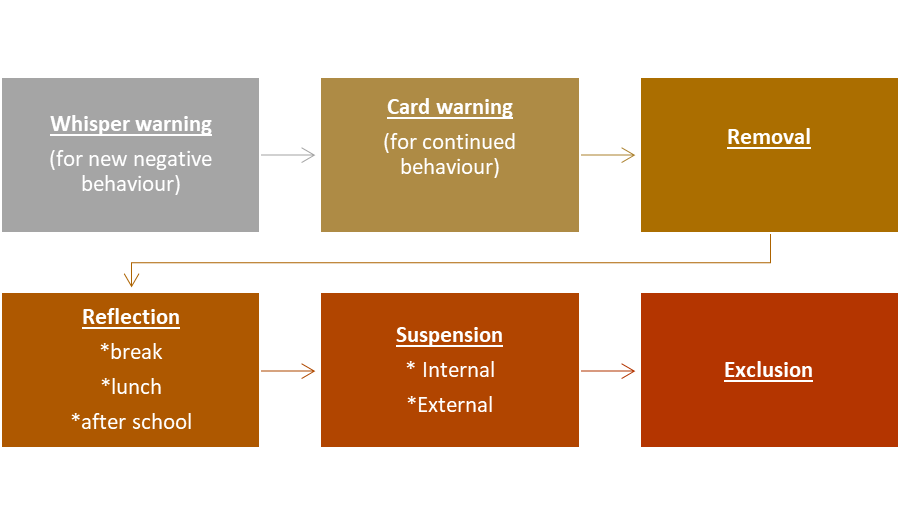 Whisper warning
(for new negative
behaviour)
Card warning
(for continued
behaviour)
Removal
Reflection
*break
*lunch
*after school
Suspension
* Internal
*External
Exclusion